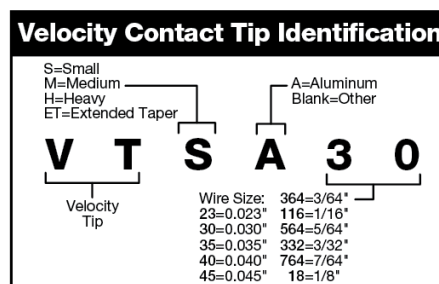 Velocity Contact Tip Identification
S=Small
M=Medium
H=Heavy
ET=Extended Taper
A=Aluminum
Blank=Other
V T S A 3 0
Velocity
Tip
Wire Size: 364=3/64"
23=0.023" 116=1/16"
30=0.030" 564=5/64"
35=0.035" 332=3/32"
40=0.040" 764=7/64"
45=0.045" 18=1/8"